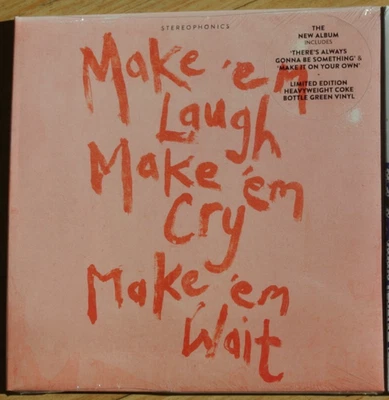 STEREOPHONICS
Make 'em
Laugh
Make 'em
Cry
Make 'em
Wait
THE
NEW ALBUM
INCLUDES
'THERE'S ALWAYS
GONNA BE SOMETHING' &
'MAKE IT ON YOUR OWN'
LIMITED EDITION
HEAVYWEIGHT COKE
BOTTLE GREEN VINYL